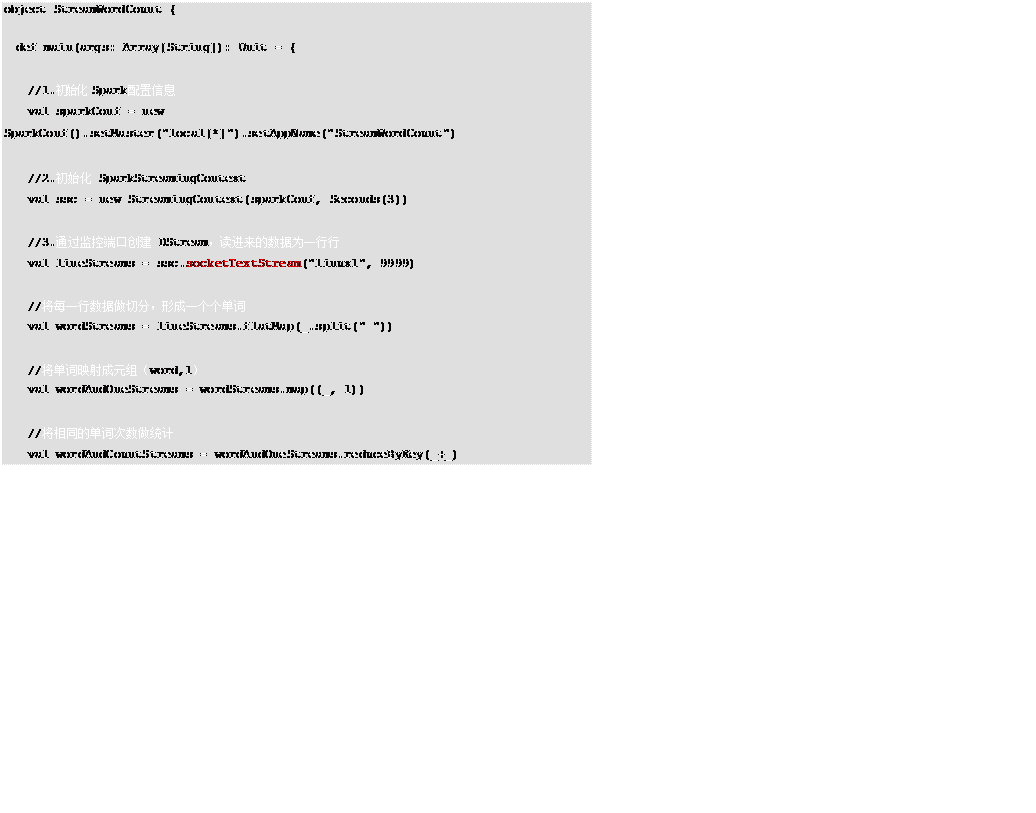 object StreamWordCount {
def main(args: Array[String]): Unit = {
//1.初始化 Spark 配置信息
val sparkConf = new
SparkConf().setMaster("local[*]").setAppName("StreamWordCount")
//2.初始化 SparkStreamingContext
val ssc = new StreamingContext(sparkConf, Seconds(3))
//3.通过监控端口创建 DStream，读进来的数据为一行行
val lineStreams = ssc.socketTextStream("linux1", 9999)
//将每一行数据做切分，形成一个个单词
val wordStreams = lineStreams.flatMap(_.split(" "))
//将单词映射成元组（word,1）
val wordAndOneStreams = wordStreams.map((_, 1))
//将相同的单词次数做统计
val wordAndCountStreams = wordAndOneStreams.reduceByKey(_+_)